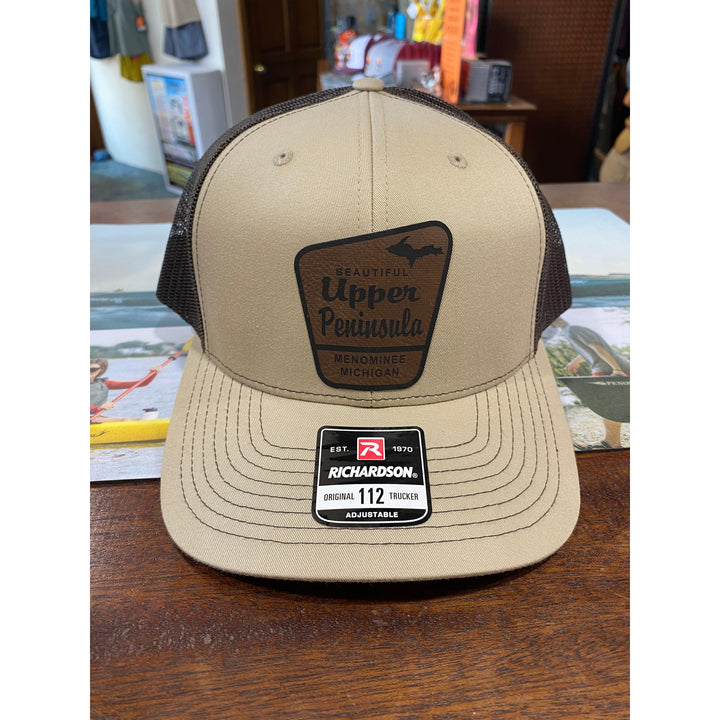 BEAUTIFUL
Upper
Peninsula
MENOMINEE
MICHIGAN
EST. R 1970
RICHARDSON®
ORIGINAL 112 TRUCKER
ADJUSTABLE